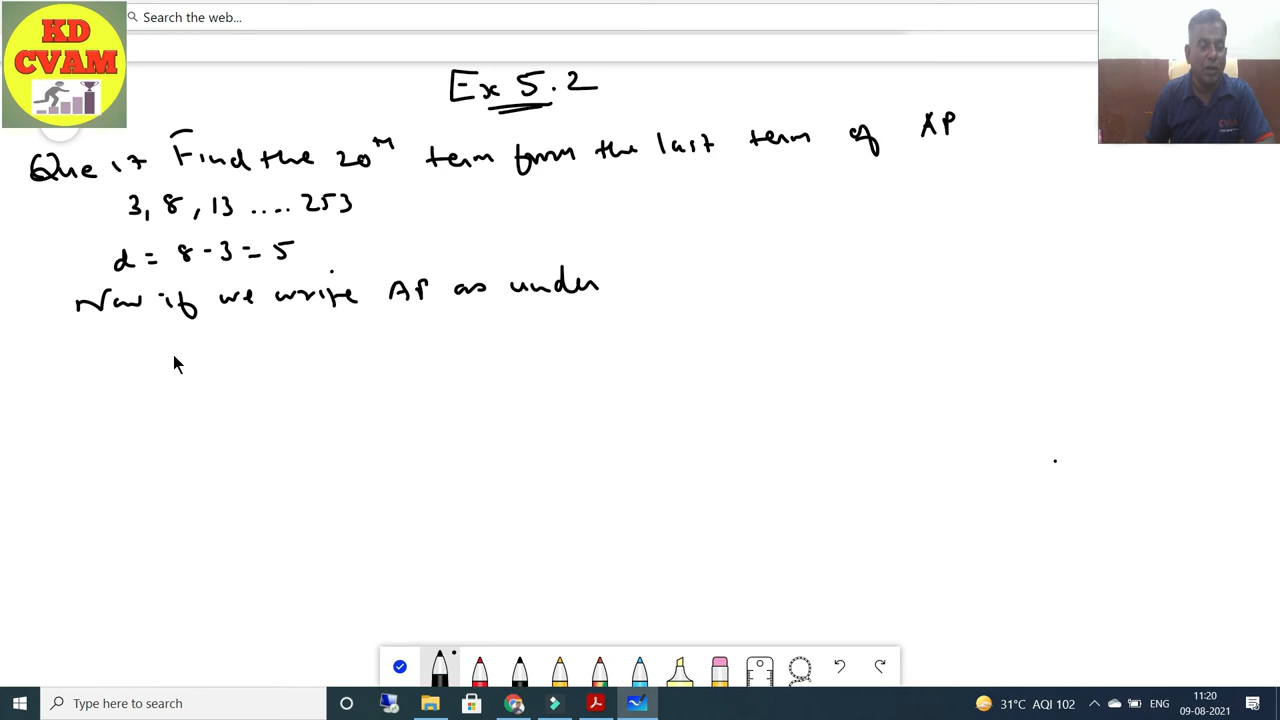 KD
CVAM
Search the web...
Ex 5.2
Que 17 Find the 20th term from the last term of AP
3, 8, 13 .... 253
d = 8 - 3 = 5
Now if we write AP as under
CVAM
Type here to search
31°C AQI 102
ENG
11:20
09-08-2021